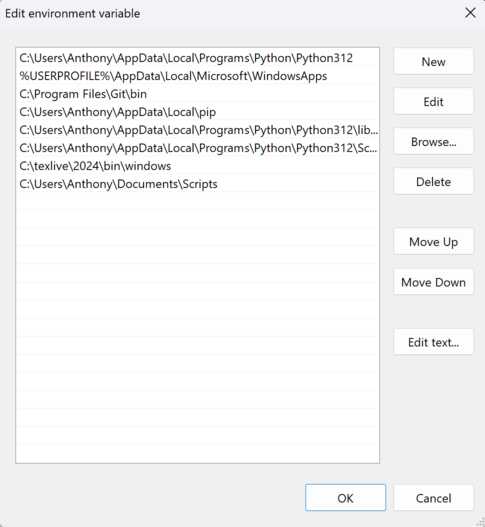 Edit environment variable
C:\Users\Anthony\AppData\Local\Programs\Python\Python312
%USERPROFILE%\AppData\Local\Microsoft\WindowsApps
C:\Program Files\Git\bin
C:\Users\Anthony\AppData\Local\pip
C:\Users\Anthony\AppData\Local\Programs\Python\Python312\lib...
C:\Users\Anthony\AppData\Local\Programs\Python\Python312\Sc...
C:\texlive\2024\bin\windows
C:\Users\Anthony\Documents\Scripts
New
Edit
Browse...
Delete
Move Up
Move Down
Edit text...
OK
Cancel